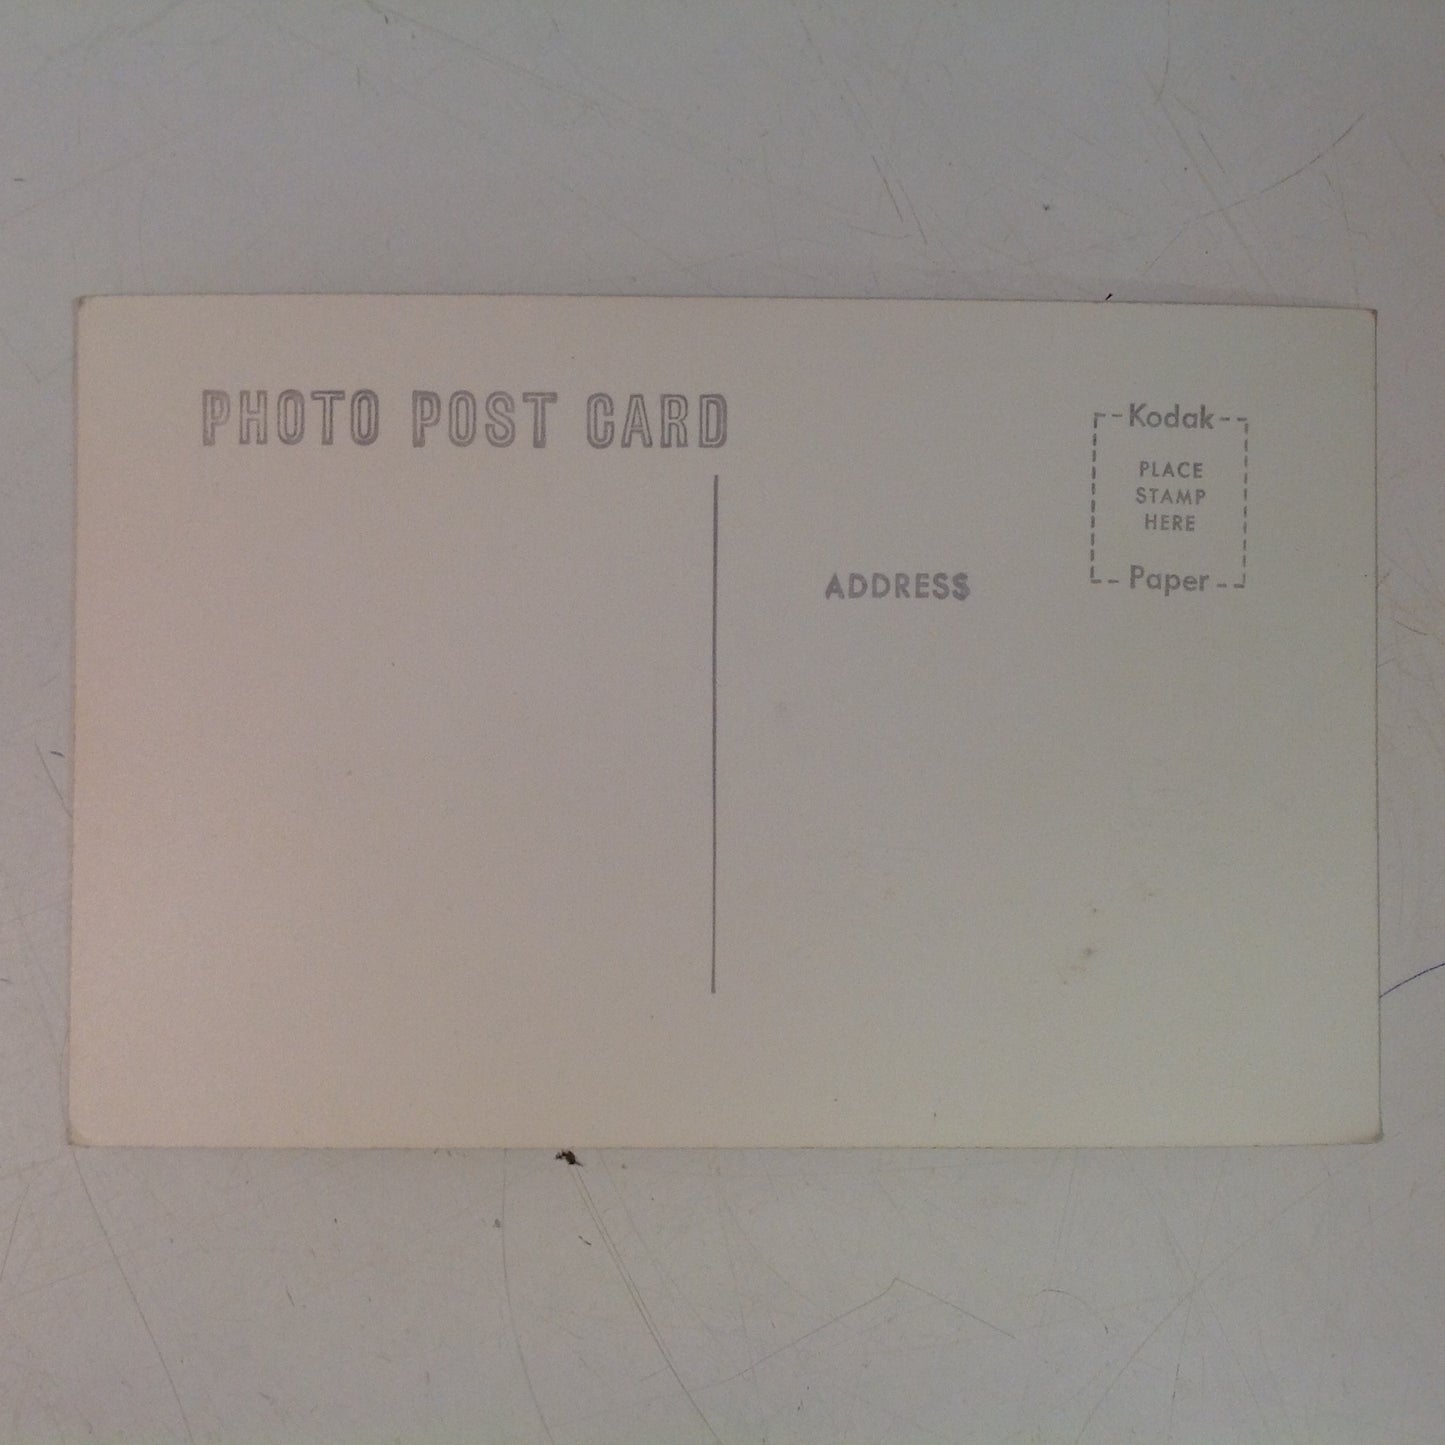 PHOTO POST CARD
Kodak
PLACE
STAMP
HERE
Paper
ADDRESS